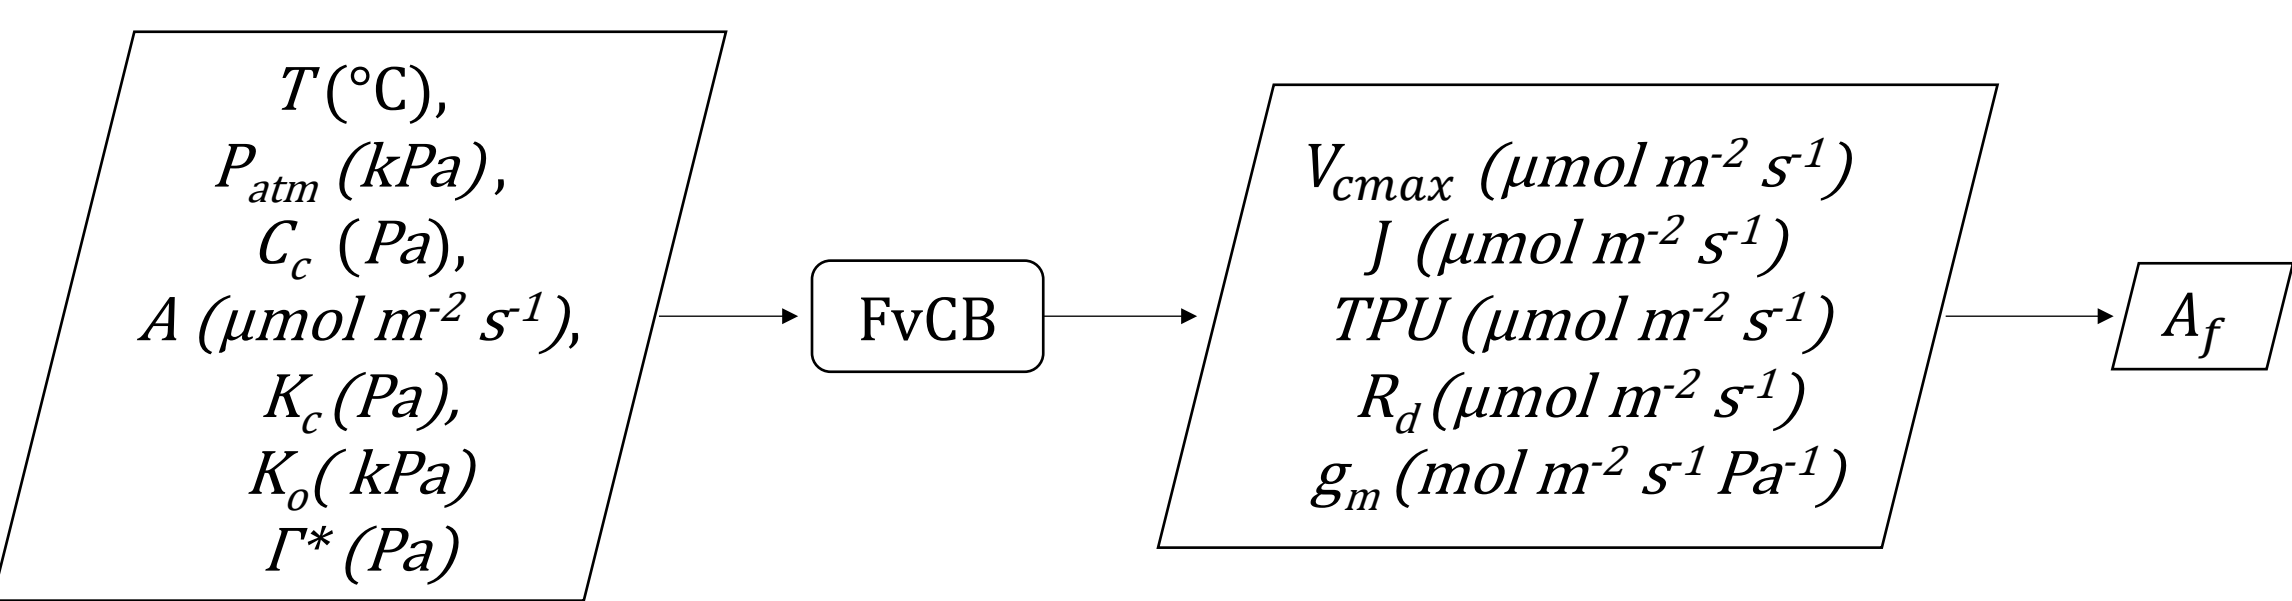 T (°C),
P_atm (kPa),
C_c (Pa),
A (μmol m⁻² s⁻¹),
K_c (Pa),
K_o( kPa)
Γ* (Pa)
FvCB
V_cmax (μmol m⁻² s⁻¹)
J (μmol m⁻² s⁻¹)
TPU (μmol m⁻² s⁻¹)
R_d (μmol m⁻² s⁻¹)
g_m (mol m⁻² s⁻¹ Pa⁻¹)
A_f